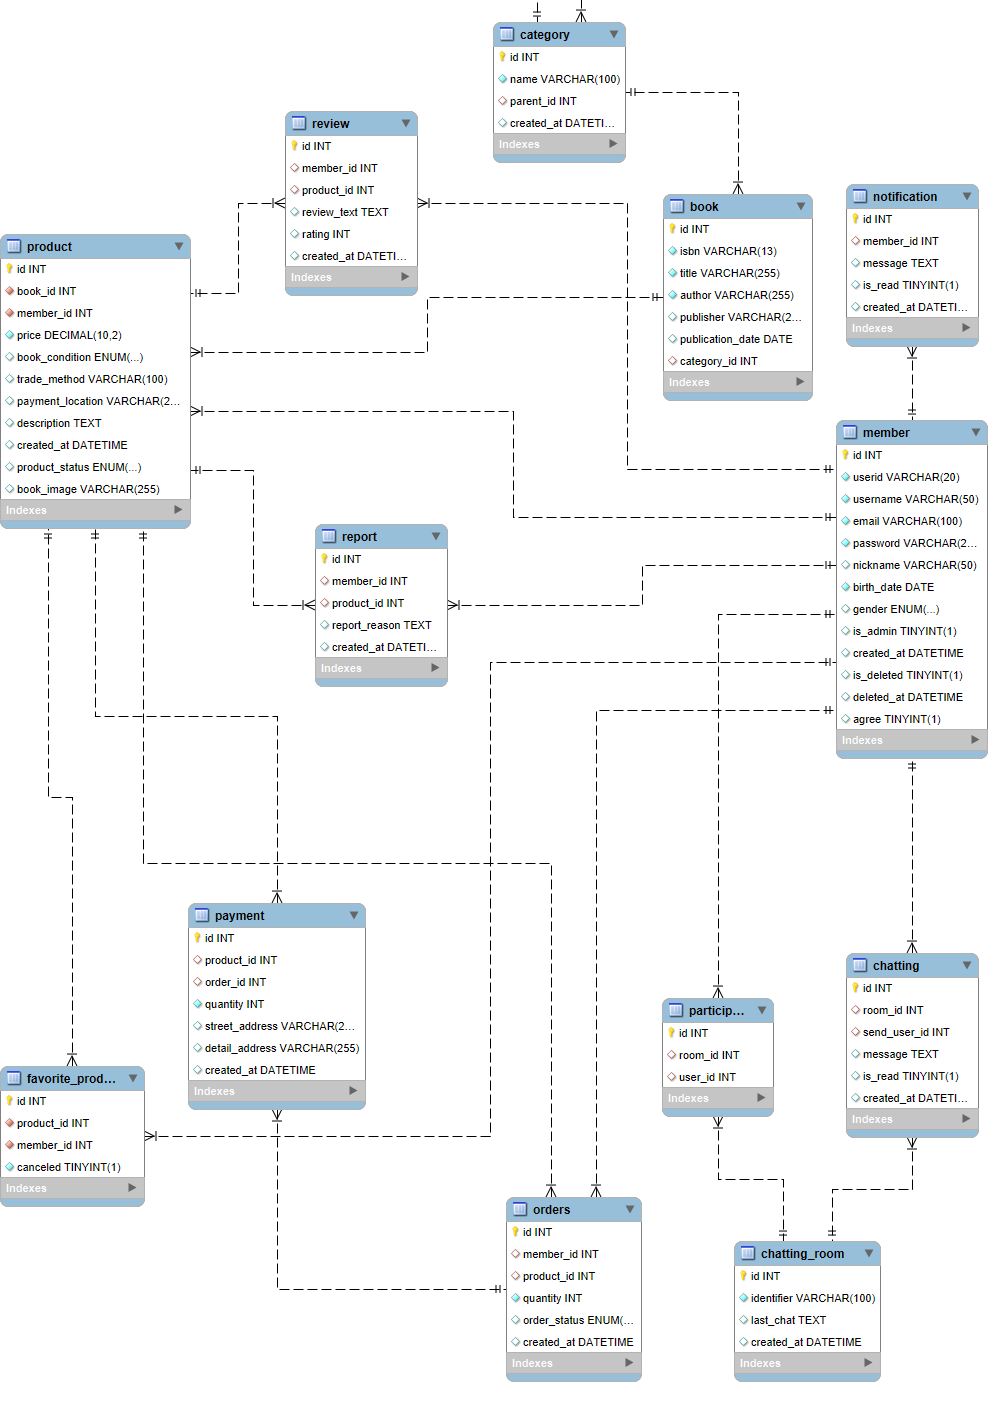 category
id INT
name VARCHAR(100)
parent_id INT
created_at DATETI...
Indexes
review
id INT
member_id INT
product_id INT
review_text TEXT
rating INT
created_at DATETI...
Indexes
book
id INT
isbn VARCHAR(13)
title VARCHAR(255)
author VARCHAR(255)
publisher VARCHAR(2...
publication_date DATE
category_id INT
Indexes
notification
id INT
member_id INT
message TEXT
is_read TINYINT(1)
created_at DATETI...
Indexes
product
id INT
book_id INT
member_id INT
price DECIMAL(10,2)
book_condition ENUM(...)
trade_method VARCHAR(100)
payment_location VARCHAR(2...
description TEXT
created_at DATETIME
product_status ENUM(...)
book_image VARCHAR(255)
Indexes
member
id INT
userid VARCHAR(20)
username VARCHAR(50)
email VARCHAR(100)
password VARCHAR(2...
nickname VARCHAR(50)
birth_date DATE
gender ENUM(...)
is_admin TINYINT(1)
created_at DATETIME
is_deleted TINYINT(1)
deleted_at DATETIME
agree TINYINT(1)
Indexes
report
id INT
member_id INT
product_id INT
report_reason TEXT
created_at DATETI...
Indexes
payment
id INT
product_id INT
order_id INT
quantity INT
street_address VARCHAR(2...
detail_address VARCHAR(255)
created_at DATETIME
Indexes
chatting
id INT
room_id INT
send_user_id INT
message TEXT
is_read TINYINT(1)
created_at DATETI...
Indexes
particip...
id INT
room_id INT
user_id INT
Indexes
favorite_prod...
id INT
product_id INT
member_id INT
canceled TINYINT(1)
Indexes
orders
id INT
member_id INT
product_id INT
quantity INT
order_status ENUM(...
created_at DATETIME
Indexes
chatting_room
id INT
identifier VARCHAR(100)
last_chat TEXT
created_at DATETIME
Indexes